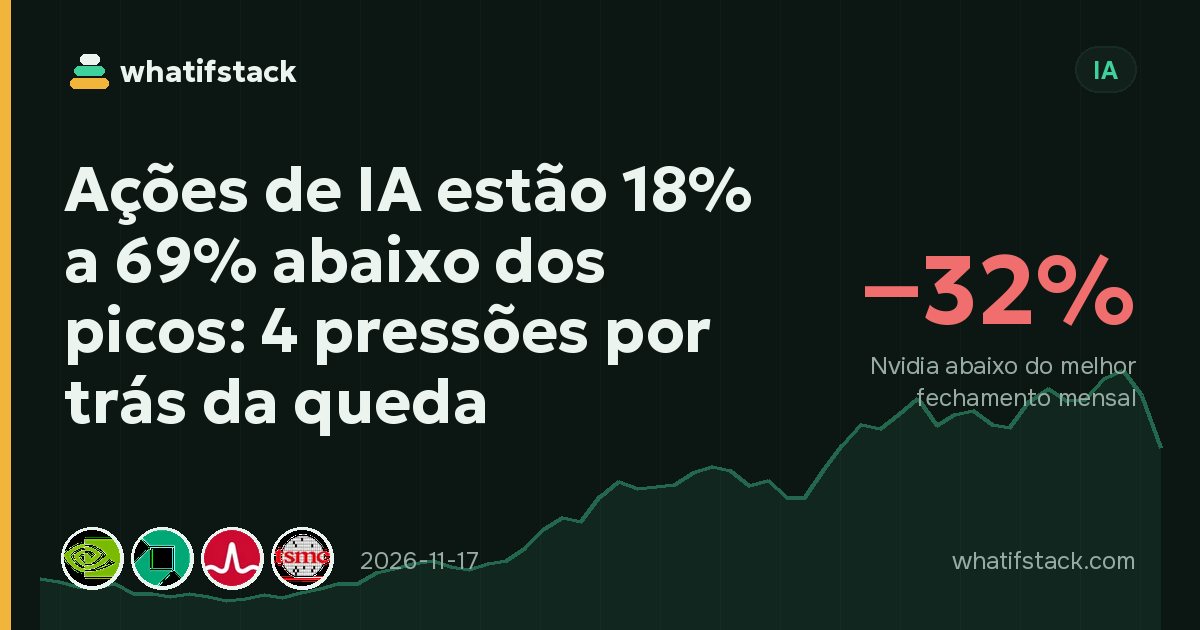 whatifstack
IA
Ações de IA estão 18%
a 69% abaixo dos
picos: 4 pressões por
trás da queda
–32%
Nvidia abaixo do melhor
fechamento mensal
tsmc
2026-11-17
whatifstack.com